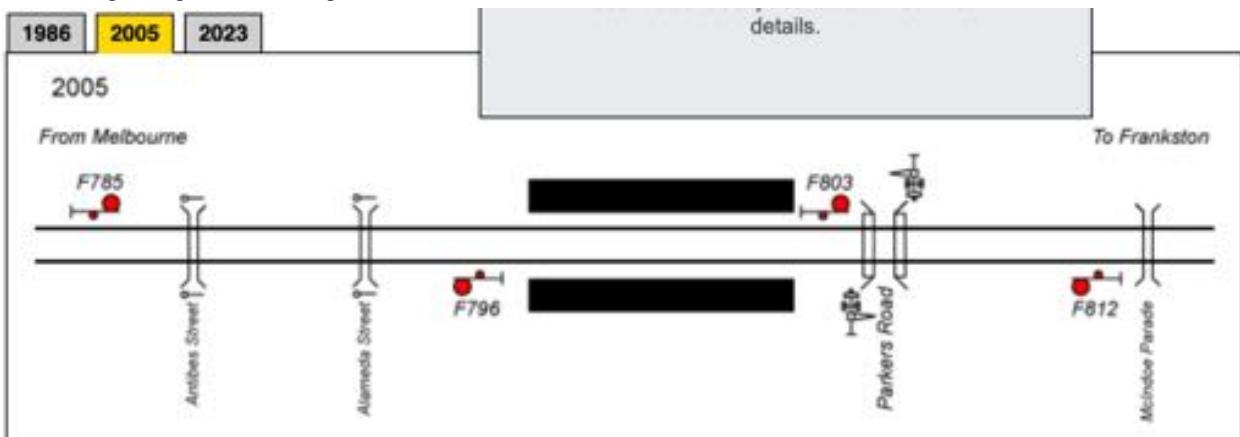 1986
2005
2023
details.
2005
From Melbourne
To Frankston
F785
F803
F796
F812
Antibes Street
Alameda Street
Parkers Road
McIndoe Parade